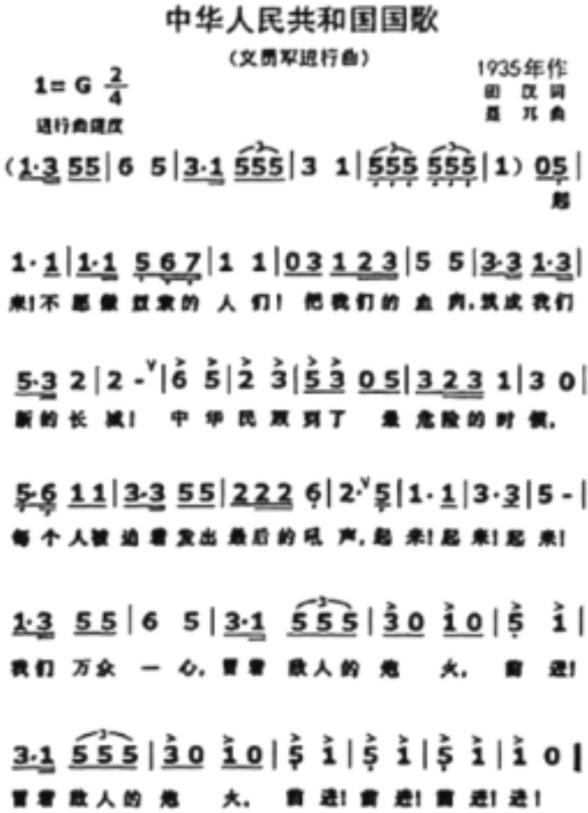 中华人民共和国国歌
（义勇军进行曲）
1= G 2/4
1935年作
田 汉 词
进行曲速度
聂 耳 曲
（1·3 55|6 5|3·1 555|3 1|555 555|1）05|
起
1·1|1·1 567|1 1|03 123|5 5|3·3 1·3|
来!不 愿做 奴隶的 人 们! 把我们的 血 肉,筑成我们
5·3 2|2 -∨|6 5|2 3|53 05|323 1|3 0|
新的长 城! 中 华 民 族到了 最 危险的时 候,
5·6 11|3·3 55|222 6|2·∨5|1·1|3·3|5 -|
每个人被 迫着发出 最后的吼 声,起 来!起 来!起 来!
1·3 55|6 5|3·1 555|30 10|5 1|
我们 万众 一 心, 冒着 敌人的 炮 火, 前 进!
3·1 555|30 10|5 1|5 1|5 1|1 0‖
冒着 敌人的 炮 火, 前 进! 前 进! 前 进! 进!